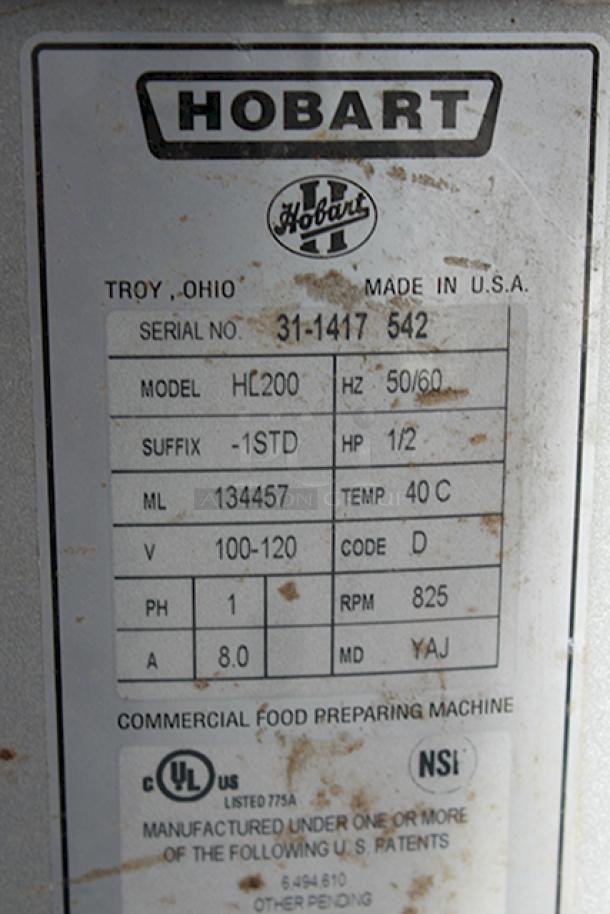 HOBART
Hobart
TROY, OHIO MADE IN U.S.A.
SERIAL NO. 31-1417 542
MODEL HL200 HZ 50/60
SUFFIX -1STD HP 1/2
ML 134457 TEMP 40 C
V 100-120 CODE D
PH 1 RPM 825
A 8.0 MD YAJ
COMMERCIAL FOOD PREPARING MACHINE
C UL US NSF
LISTED 775A
MANUFACTURED UNDER ONE OR MORE
OF THE FOLLOWING U.S. PATENTS
6,494,610
OTHER PENDING